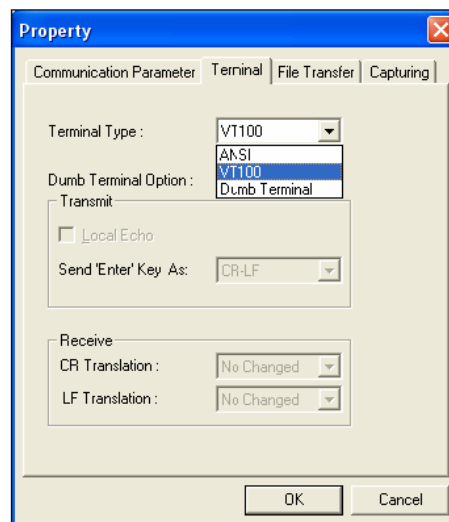 Property
Communication Parameter Terminal File Transfer Capturing
Terminal Type : VT100
ANSI
VT100
Dumb Terminal Option : Dumb Terminal
Transmit
Local Echo
Send 'Enter' Key As: CR-LF
Receive
CR Translation : No Changed
LF Translation : No Changed
OK Cancel